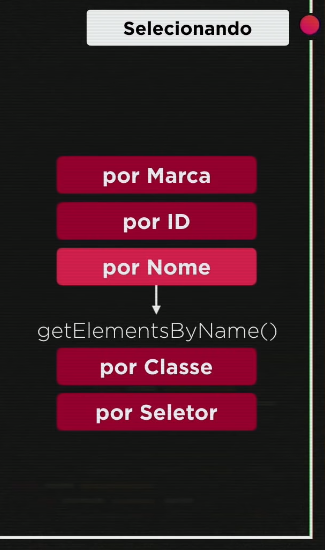 Selecionando
por Marca
por ID
por Nome
getElementsByName()
por Classe
por Seletor